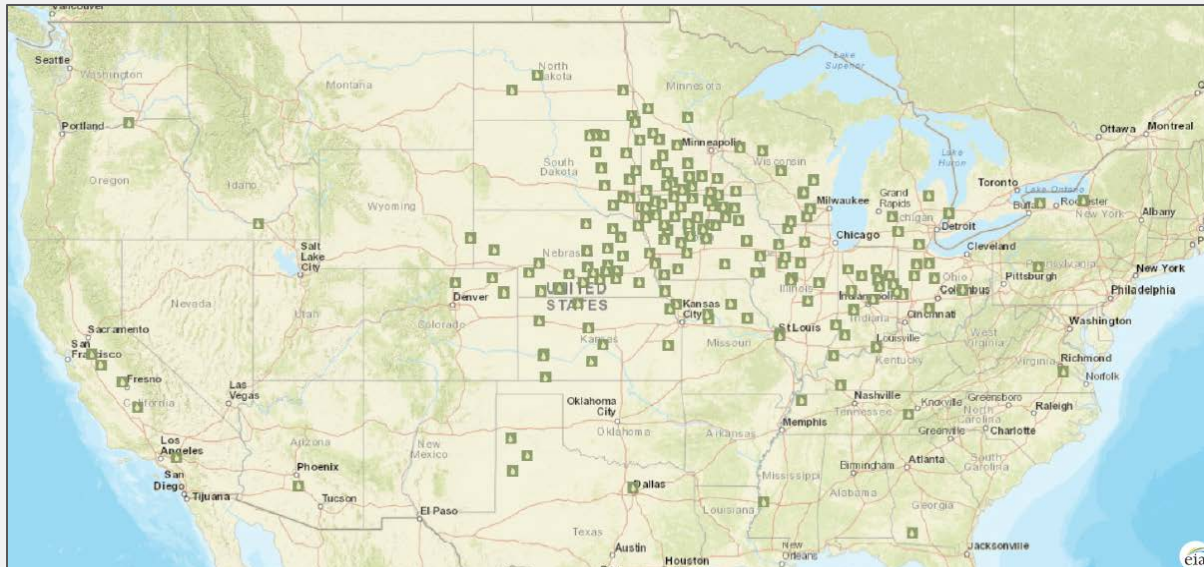 Vancouver
Seattle
Washington
Montana
North
Dakota
Minnesota
Lake
Superior
Ottawa
Montreal
Portland
Oregon
Idaho
Wyoming
South
Dakota
Minneapolis
Wisconsin
Lake
Huron
Toronto
Lake Ontario
Rochester
New York
Albany
Grand
Rapids
Michigan
Milwaukee
Detroit
Chicago
Cleveland
Salt
Lake
City
Nevada
Utah
Denver
Colorado
UNITED
STATES
Kansas
Kansas
City
Missouri
St Louis
Illinois
Indianapolis
Indiana
Ohio
Columbus
Cincinnati
Louisville
Kentucky
West
Virginia
Pittsburgh
Pennsylvania
New York
Philadelphia
Washington
Virginia
Richmond
Norfolk
Sacramento
San
Francisco
Fresno
California
Las
Vegas
Los
Angeles
San
Diego
Tijuana
Arizona
Phoenix
Tucson
New
Mexico
El Paso
Oklahoma
City
Oklahoma
Arkansas
Memphis
Nashville
Tennessee
Knoxville
Greensboro
Raleigh
North
Carolina
Charlotte
Greenville
South
Carolina
Atlanta
Birmingham
Mississippi
Alabama
Georgia
Dallas
Texas
Louisiana
Austin
Houston
New
Orleans
Jacksonville
eia